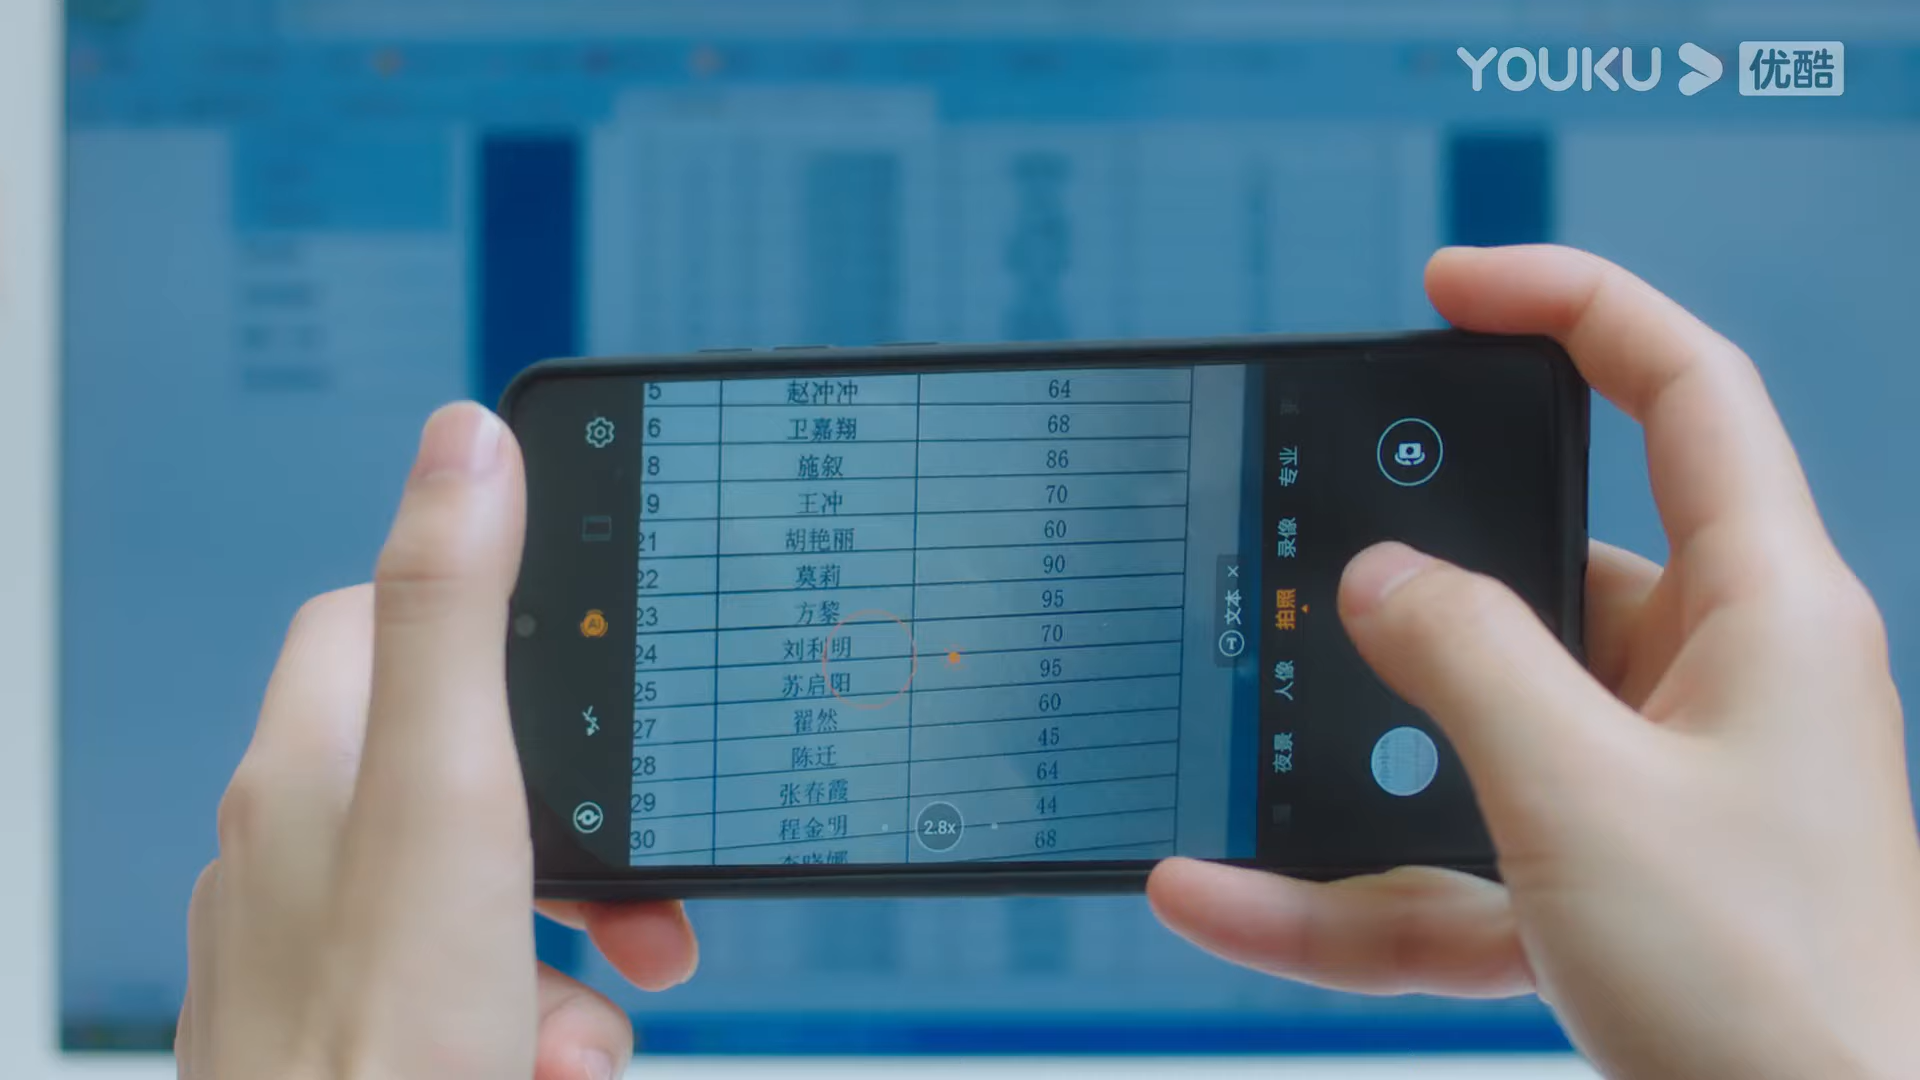 YOUKU 优酷
5 赵冲冲 64
6 卫嘉翔 68
8 施叙 86
19 王冲 70
21 胡艳丽 60
22 莫莉 90
23 方黎 95
24 刘利明 70
25 苏启阳 95
27 翟然 60
28 陈迁 45
29 张春霞 64
30 程金明 44
68
2.8x
AI
T 文本 ×
专业
录像
拍照
人像
夜景